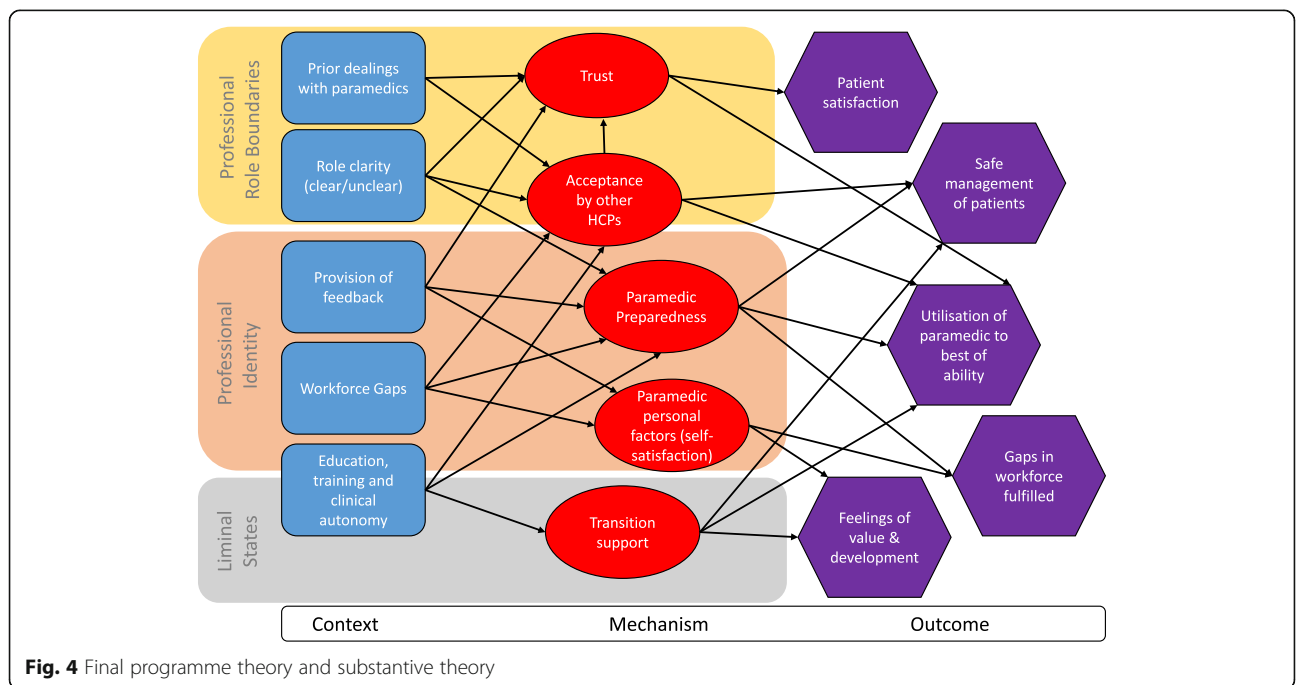 Professional
Role Boundaries
Prior dealings
with paramedics
Role clarity
(clear/unclear)
Trust
Acceptance
by other
HCPs
Professional
Identity
Provision of
feedback
Workforce Gaps
Education,
training and
clinical
autonomy
Paramedic
Preparedness
Paramedic
personal
factors (self-
satisfaction)
Liminal
States
Transition
support
Patient
satisfaction
Safe
management
of patients
Utilisation of
paramedic to
best of
ability
Gaps in
workforce
fulfilled
Feelings of
value &
development
Context
Mechanism
Outcome
Fig. 4 Final programme theory and substantive theory